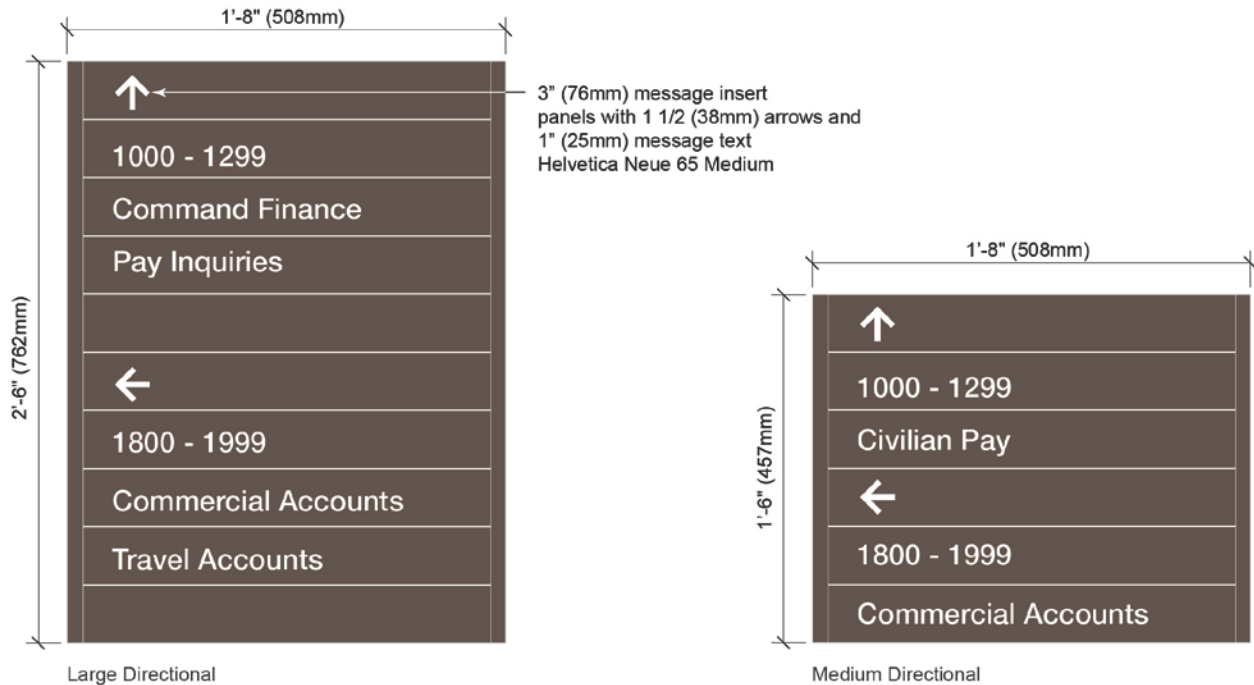 1'-8" (508mm)
2'-6" (762mm)
3" (76mm) message insert
panels with 1 1/2 (38mm) arrows and
1" (25mm) message text
Helvetica Neue 65 Medium
1000 - 1299
Command Finance
Pay Inquiries
1800 - 1999
Commercial Accounts
Travel Accounts
Large Directional
1'-8" (508mm)
1'-6" (457mm)
1000 - 1299
Civilian Pay
1800 - 1999
Commercial Accounts
Medium Directional